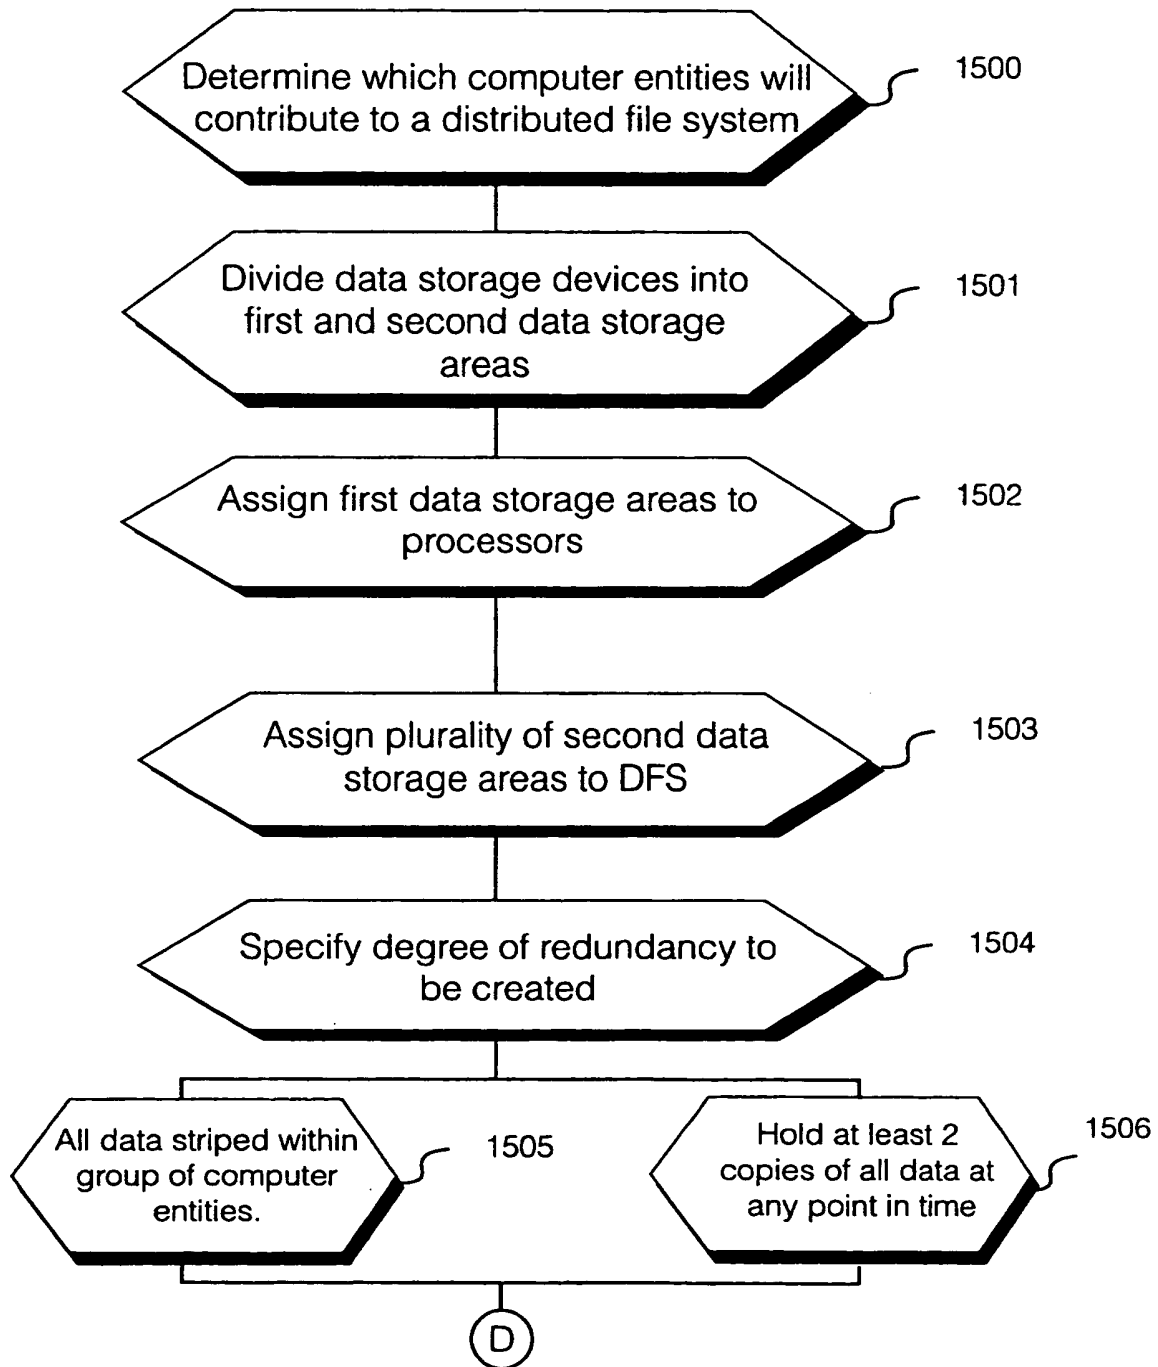 Determine which computer entities will
contribute to a distributed file system
1500
Divide data storage devices into
first and second data storage
areas
1501
Assign first data storage areas to
processors
1502
Assign plurality of second data
storage areas to DFS
1503
Specify degree of redundancy to
be created
1504
All data striped within
group of computer
entities.
1505
Hold at least 2
copies of all data at
any point in time
1506
D